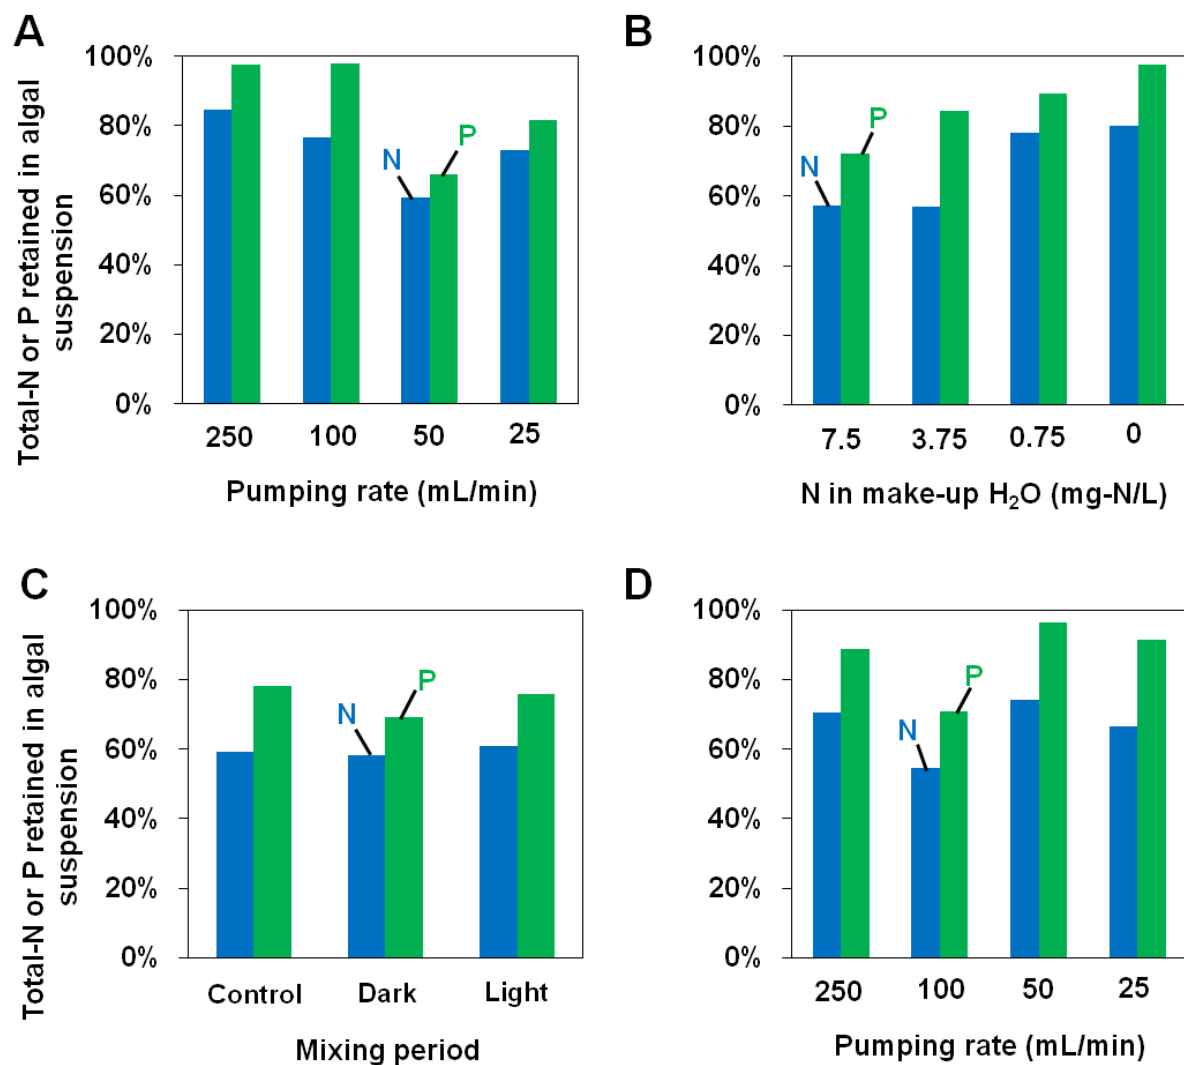 A
Total-N or P retained in algal
suspension
100%
80%
60%
40%
20%
0%
N
P
250
100
50
25
Pumping rate (mL/min)
B
100%
80%
60%
40%
20%
0%
N
P
7.5
3.75
0.75
0
N in make-up H₂O (mg-N/L)
C
Total-N or P retained in algal
suspension
100%
80%
60%
40%
20%
0%
N
P
Control
Dark
Light
Mixing period
D
100%
80%
60%
40%
20%
0%
N
P
250
100
50
25
Pumping rate (mL/min)